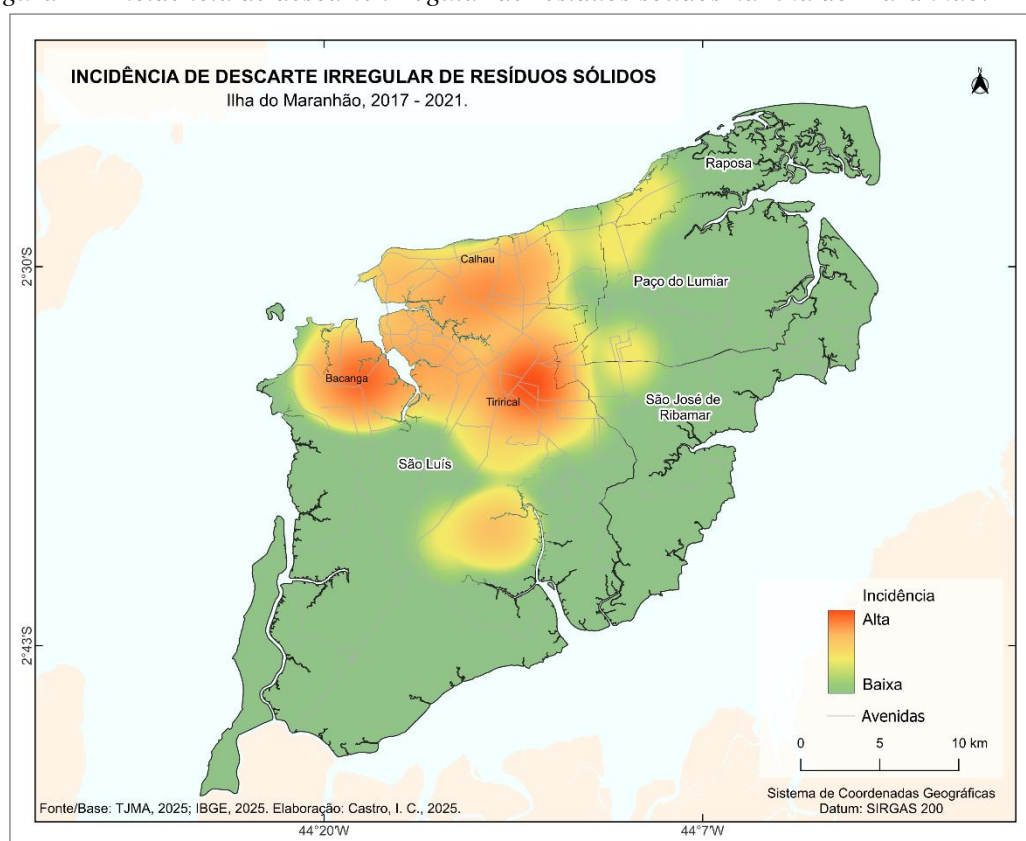 INCIDÊNCIA DE DESCARTE IRREGULAR DE RESÍDUOS SÓLIDOS
Ilha do Maranhão, 2017 - 2021.
N
Raposa
Calhau
2°30'S
Paço do Lumiar
Bacanga
Tirirical
São José de
Ribamar
São Luís
2°43'S
Incidência
Alta
Baixa
Avenidas
0 5 10 km
Sistema de Coordenadas Geográficas
Datum: SIRGAS 200
Fonte/Base: TJMA, 2025; IBGE, 2025. Elaboração: Castro, I. C., 2025.
44°20'W 44°7'W